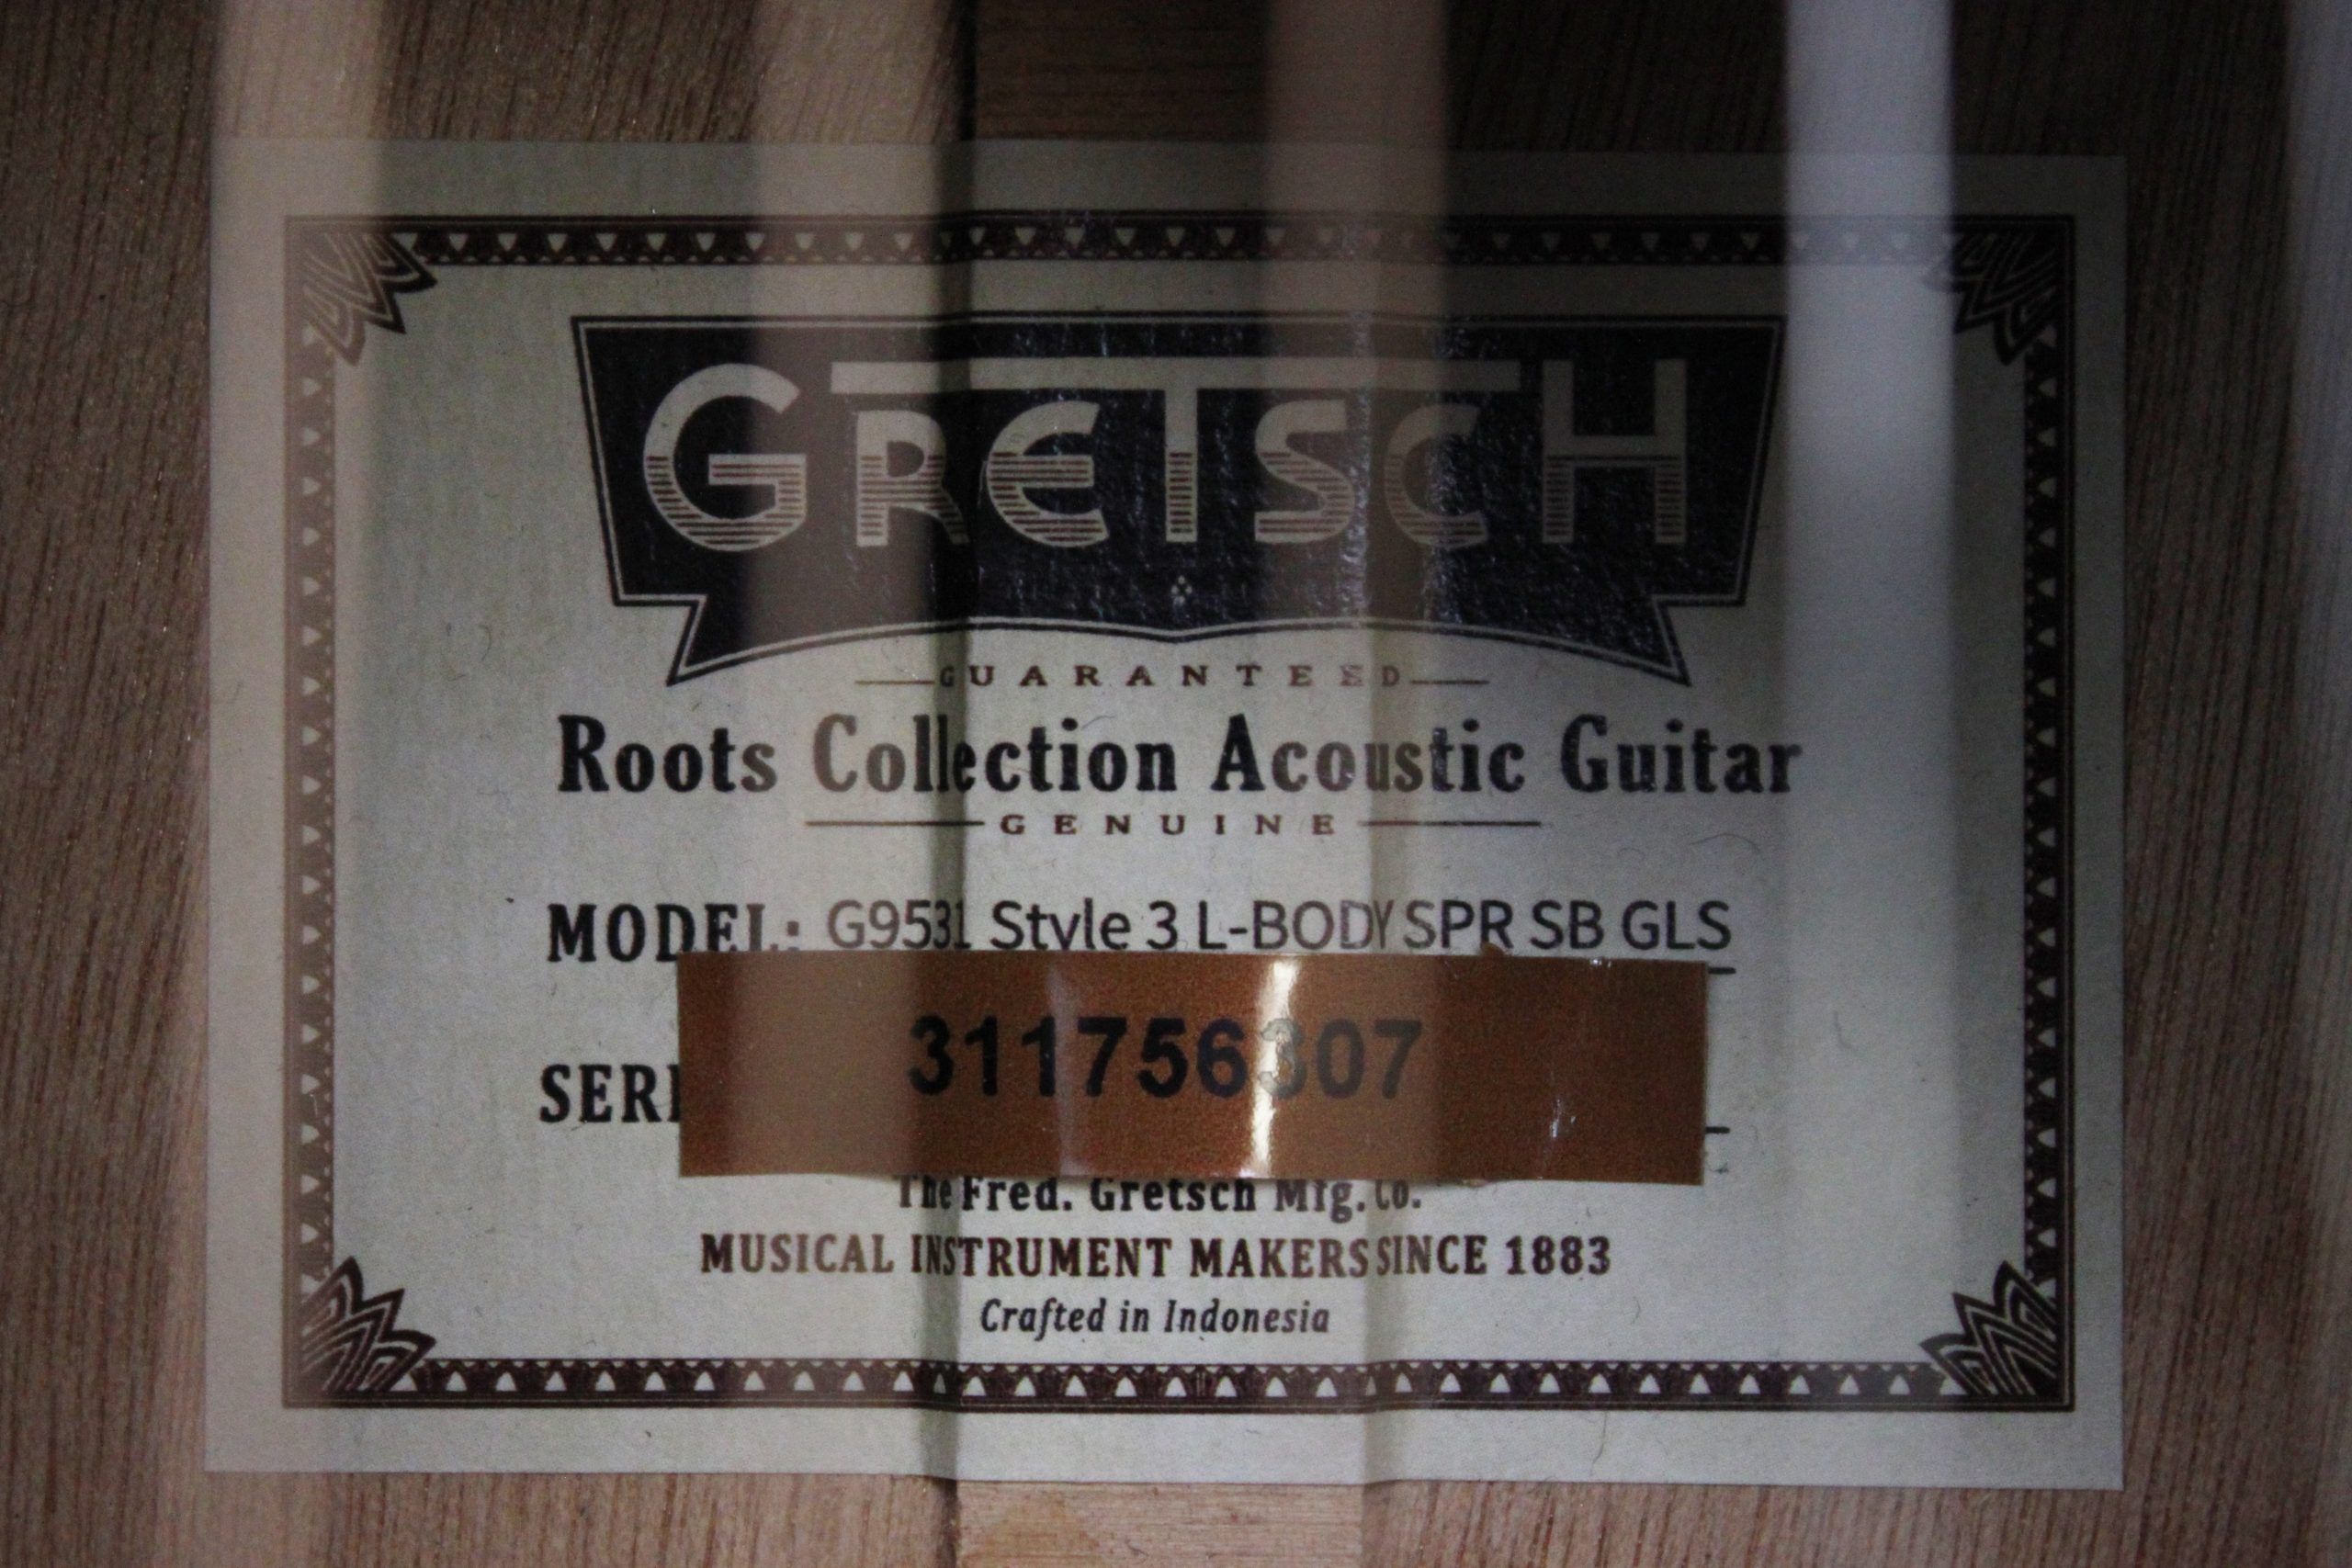 GRETSCH
GUARANTEED
Roots Collection Acoustic Guitar
GENUINE
MODEL: G9531 Style 3 L-BODY SPR SB GLS
311756307
SERI
The Fred. Gretsch Mfg. Co.
MUSICAL INSTRUMENT MAKERS SINCE 1883
Crafted in Indonesia